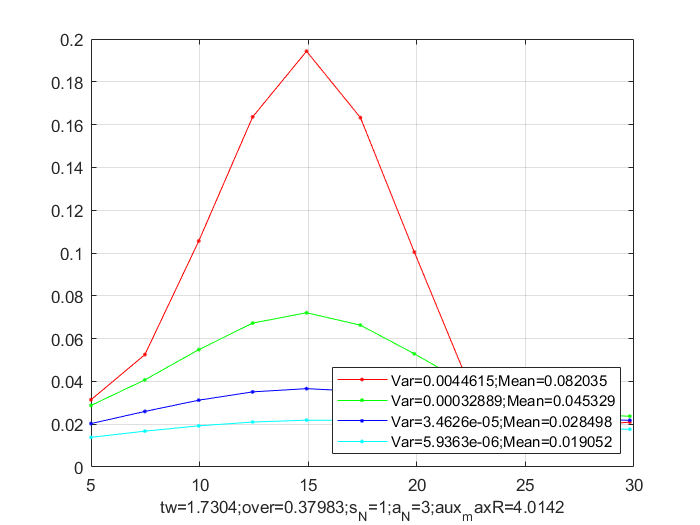 0.2
0.18
0.16
0.14
0.12
0.1
0.08
0.06
0.04
0.02
0
Var=0.0044615;Mean=0.082035
Var=0.00032889;Mean=0.045329
Var=3.4626e-05;Mean=0.028498
Var=5.9363e-06;Mean=0.019052
5 10 15 20 25 30
tw=1.7304;over=0.37983;s_N=1;a_N=3;aux_maxR=4.0142